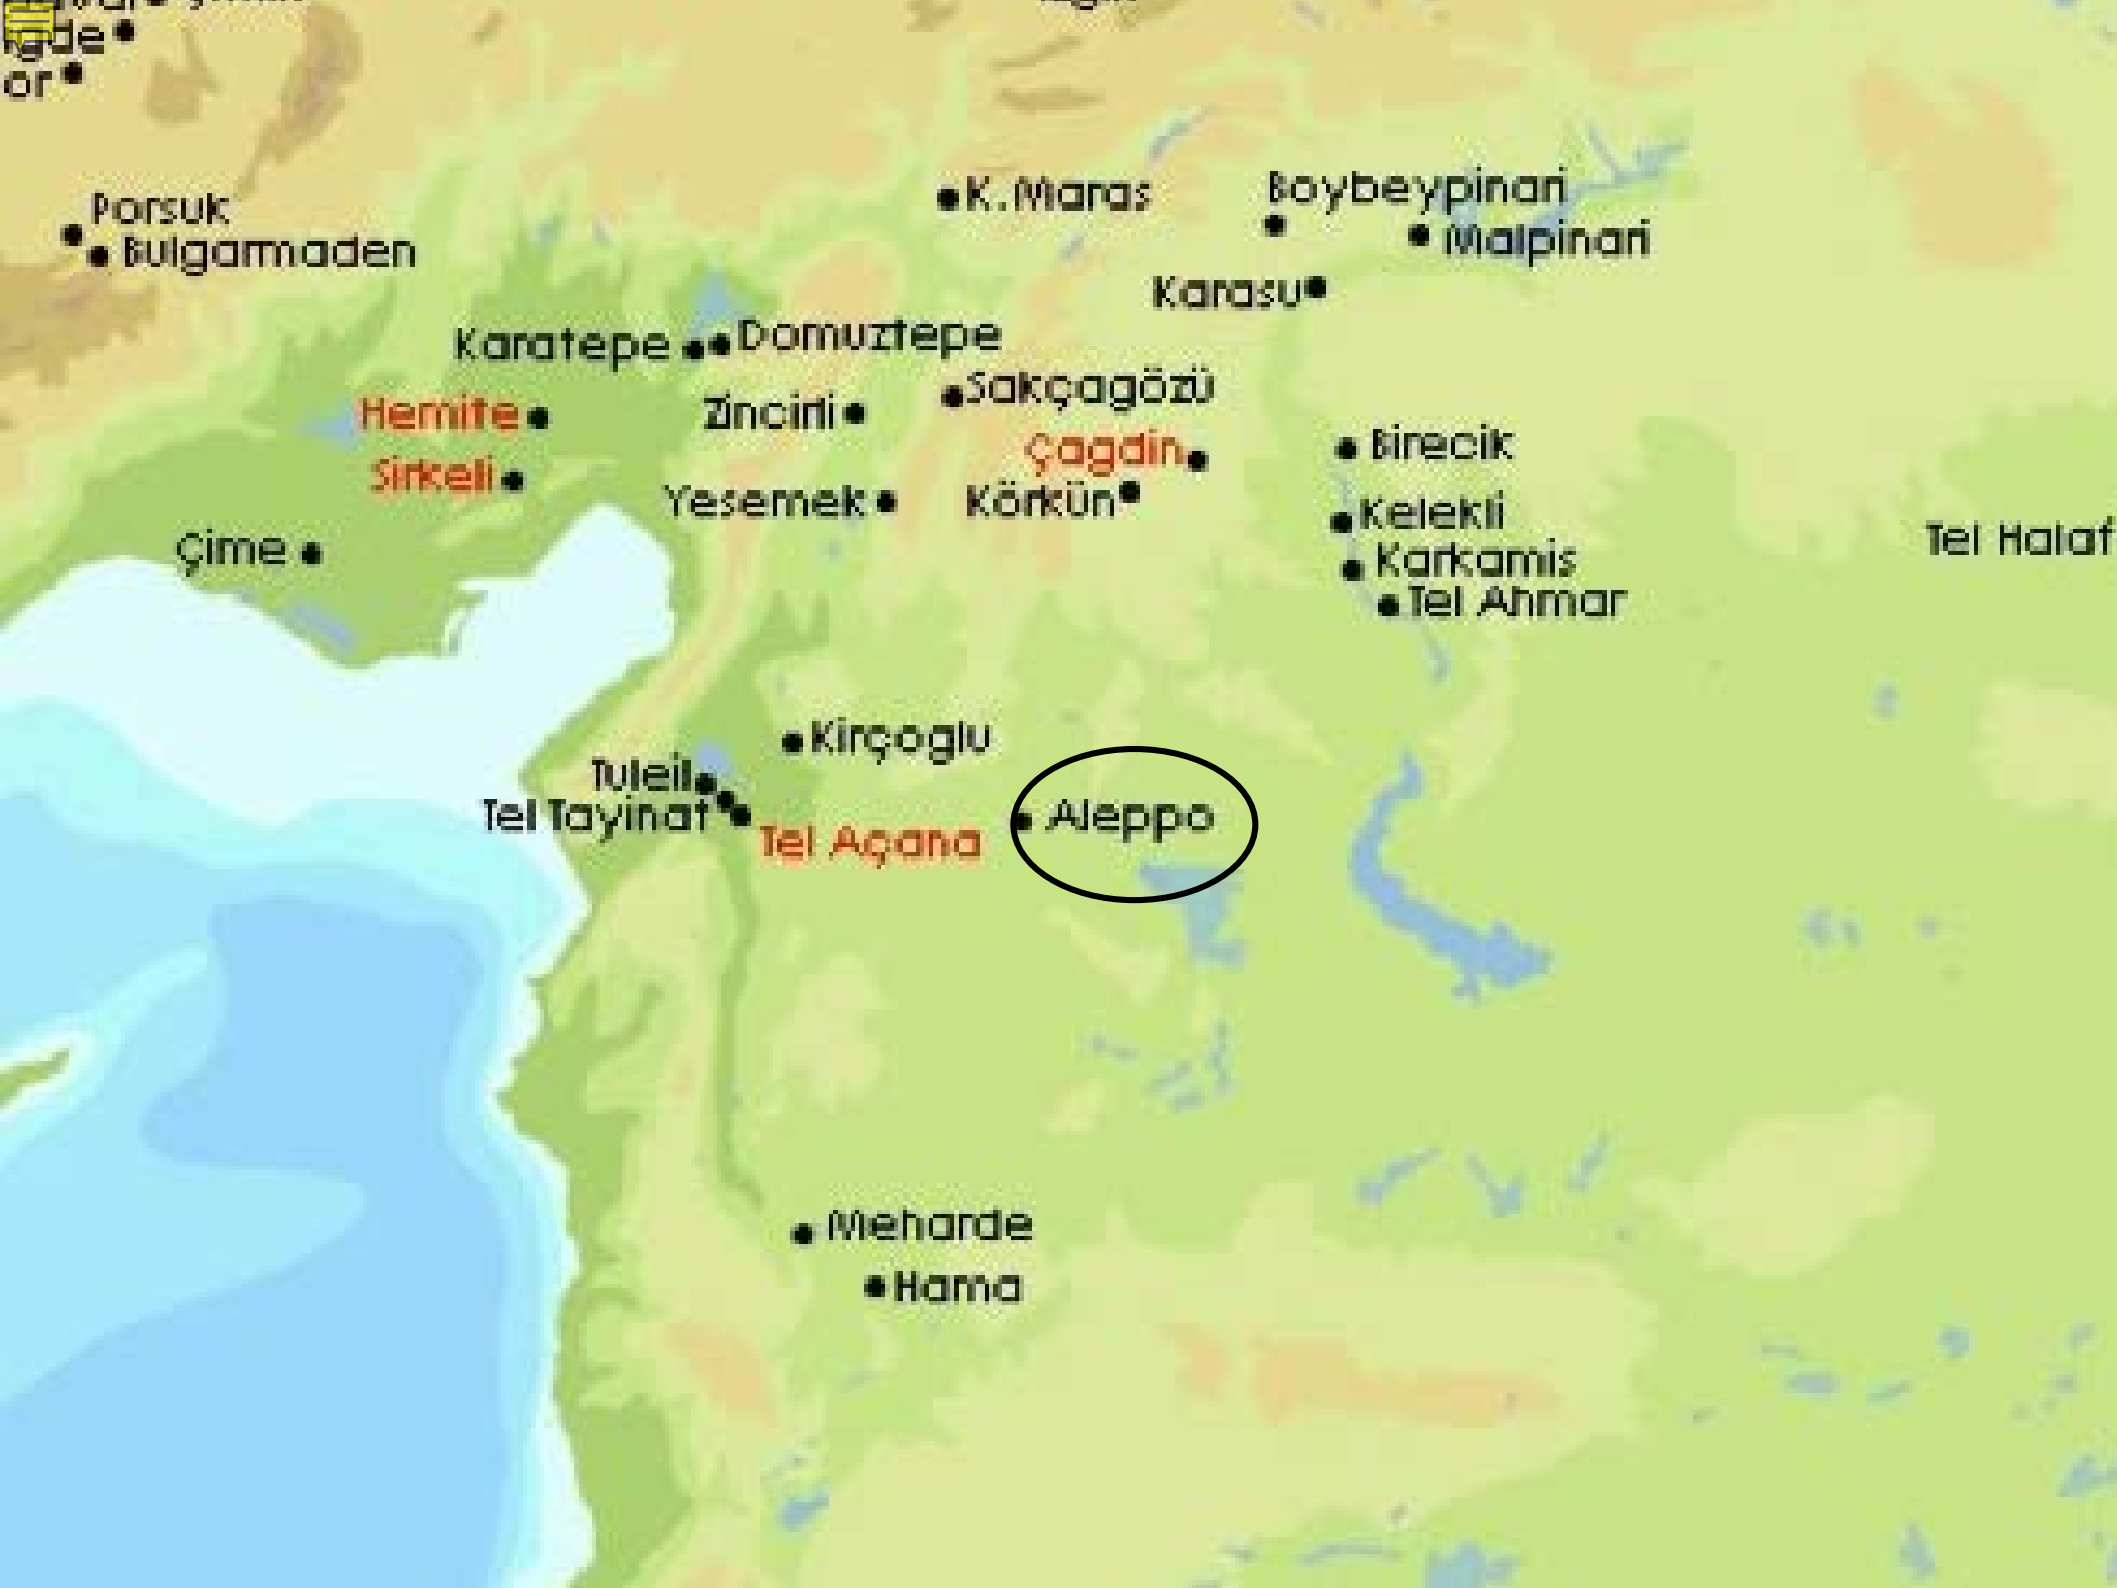 Porsuk
Bulgarmaden
K.Maras
Boybeypinari
Malpinari
Karasu
Karatepe
Domuztepe
Sakçagözü
Hemite
Zincirli
Çagdin
Birecik
Sirkeli
Yesemek
Körkün
Kelekli
Tel Halaf
Çime
Karkamis
Tel Ahmar
Kirçoglu
Tuleil
Tel Tayinat
Tel Açana
Aleppo
Meharde
Hama